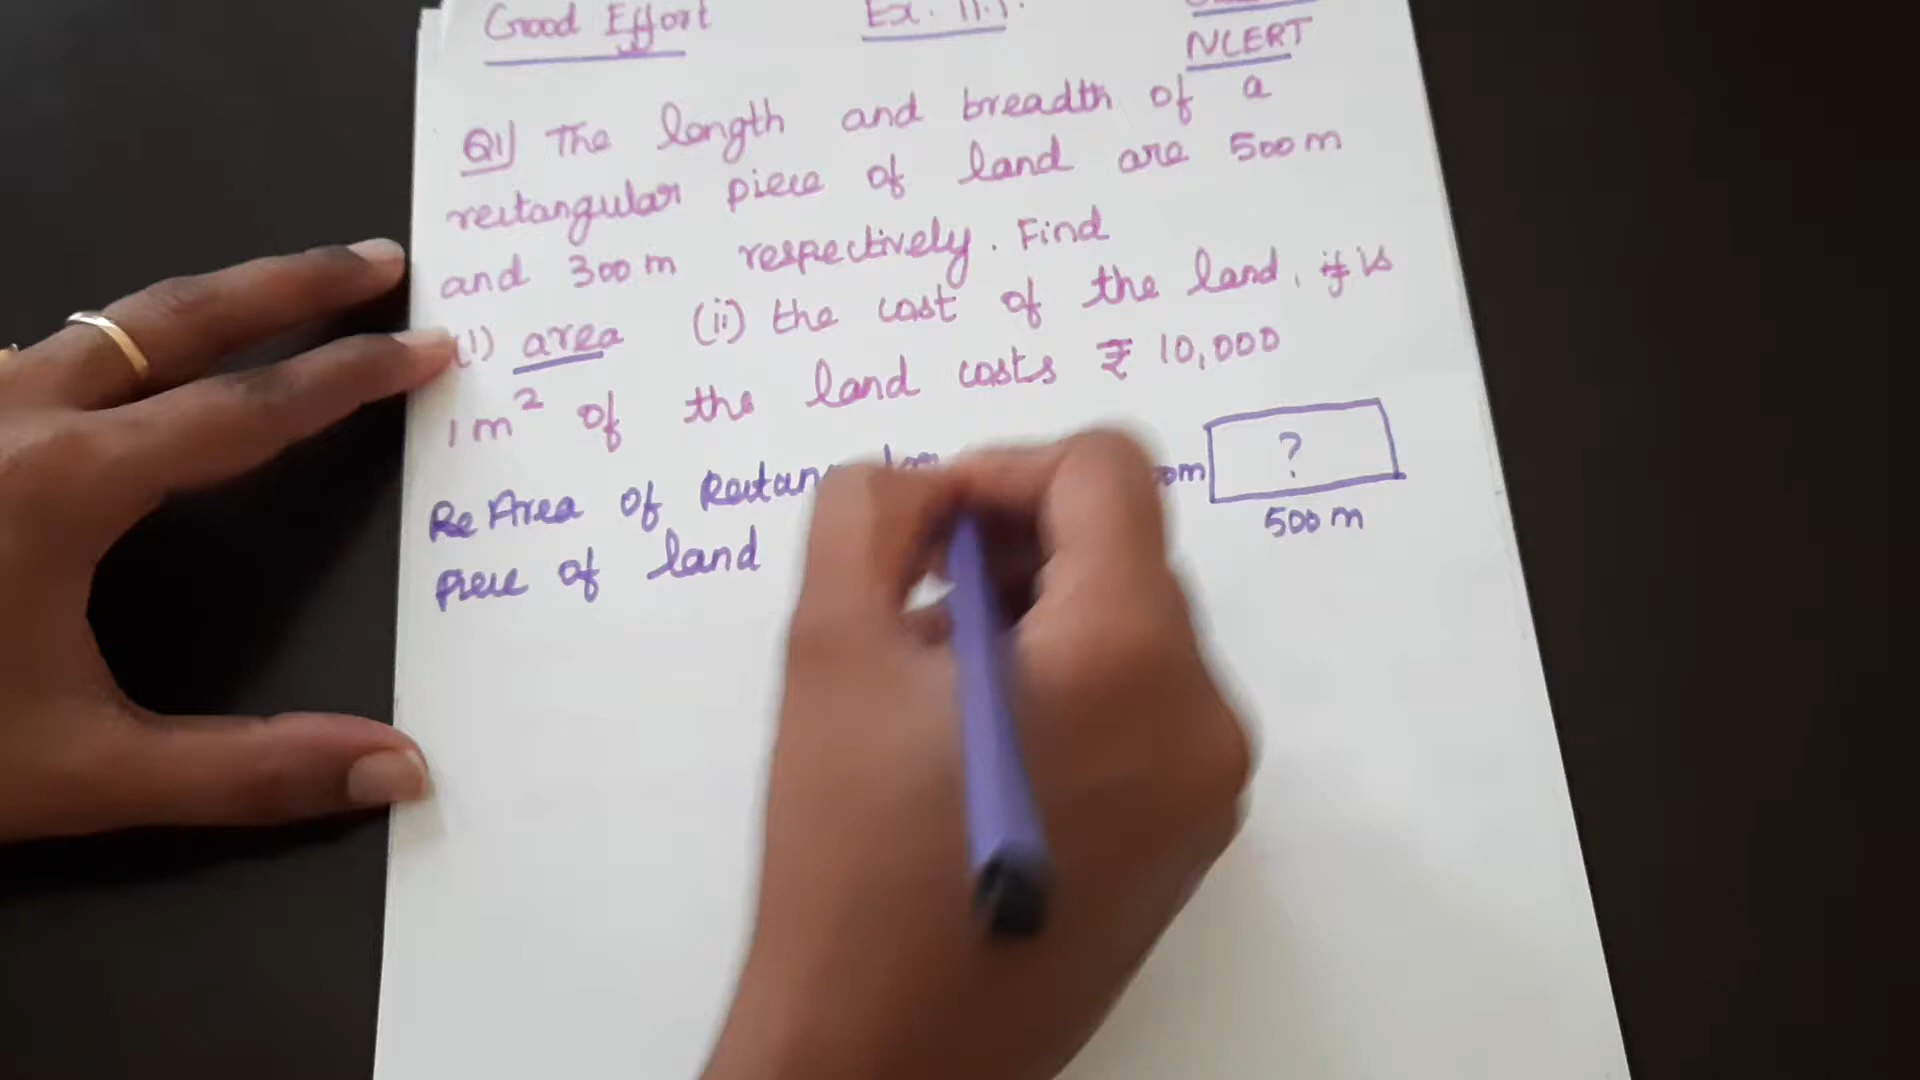 Good Effort Ex. 11.1.
NCERT
Q1) The length and breadth of a
rectangular piece of land are 500 m
and 300 m respectively. Find
(i) area (ii) the cost of the land, if is
1 m² of the land costs ₹ 10,000
Re Area of
piece of land
?
500 m